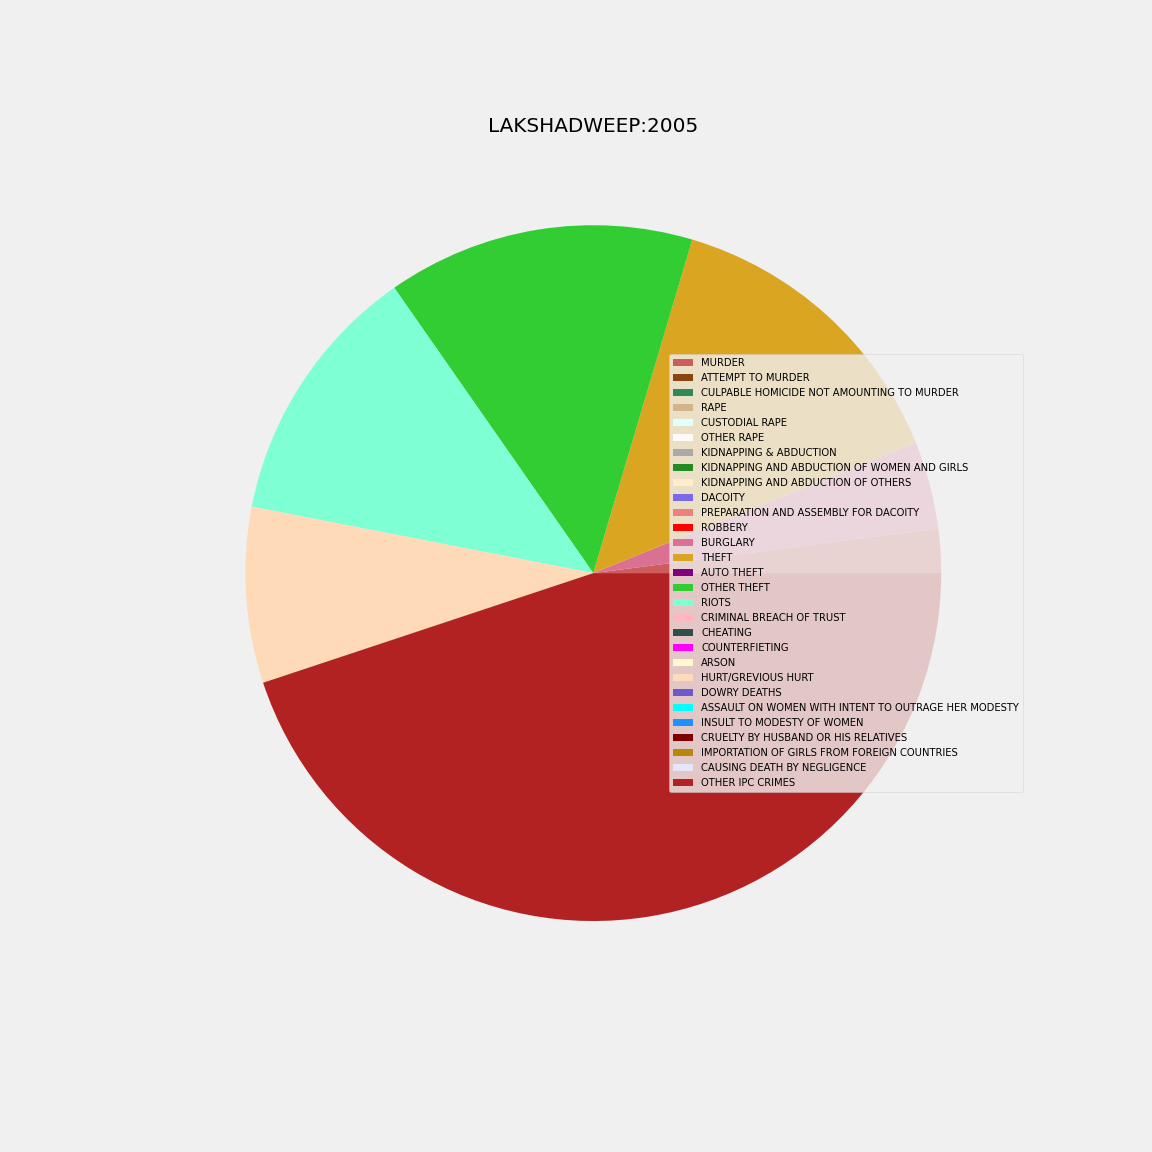 LAKSHADWEEP:2005
MURDER
ATTEMPT TO MURDER
CULPABLE HOMICIDE NOT AMOUNTING TO MURDER
RAPE
CUSTODIAL RAPE
OTHER RAPE
KIDNAPPING & ABDUCTION
KIDNAPPING AND ABDUCTION OF WOMEN AND GIRLS
KIDNAPPING AND ABDUCTION OF OTHERS
DACOITY
PREPARATION AND ASSEMBLY FOR DACOITY
ROBBERY
BURGLARY
THEFT
AUTO THEFT
OTHER THEFT
RIOTS
CRIMINAL BREACH OF TRUST
CHEATING
COUNTERFIETING
ARSON
HURT/GREVIOUS HURT
DOWRY DEATHS
ASSAULT ON WOMEN WITH INTENT TO OUTRAGE HER MODESTY
INSULT TO MODESTY OF WOMEN
CRUELTY BY HUSBAND OR HIS RELATIVES
IMPORTATION OF GIRLS FROM FOREIGN COUNTRIES
CAUSING DEATH BY NEGLIGENCE
OTHER IPC CRIMES